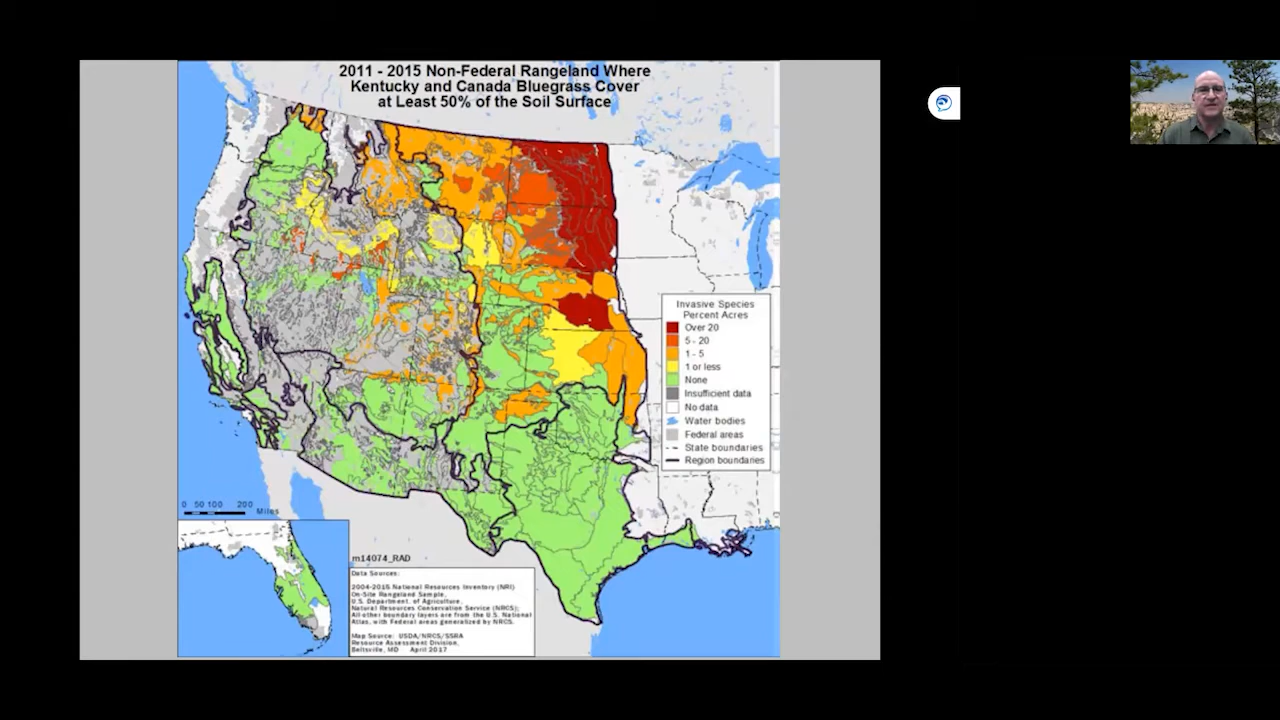 2011 - 2015 Non-Federal Rangeland Where
Kentucky and Canada Bluegrass Cover
at Least 50% of the Soil Surface
Invasive Species
Percent Acres
Over 20
5 - 20
1 - 5
1 or less
None
Insufficient data
No data
Water bodies
Federal areas
State boundaries
Region boundaries
0 50 100 200
Miles
m14074_RAD
Data Sources:
2004-2015 National Resources Inventory (NRI)
On-Site Rangeland Sample,
U.S. Department. of Agriculture,
Natural Resources Conservation Service (NRCS);
All other boundary layers are from the U.S. National
Atlas, with Federal areas generalized by NRCS.
Map Source: USDA/NRCS/SSRA
Resource Assessment Division,
Beltsville, MD April 2017